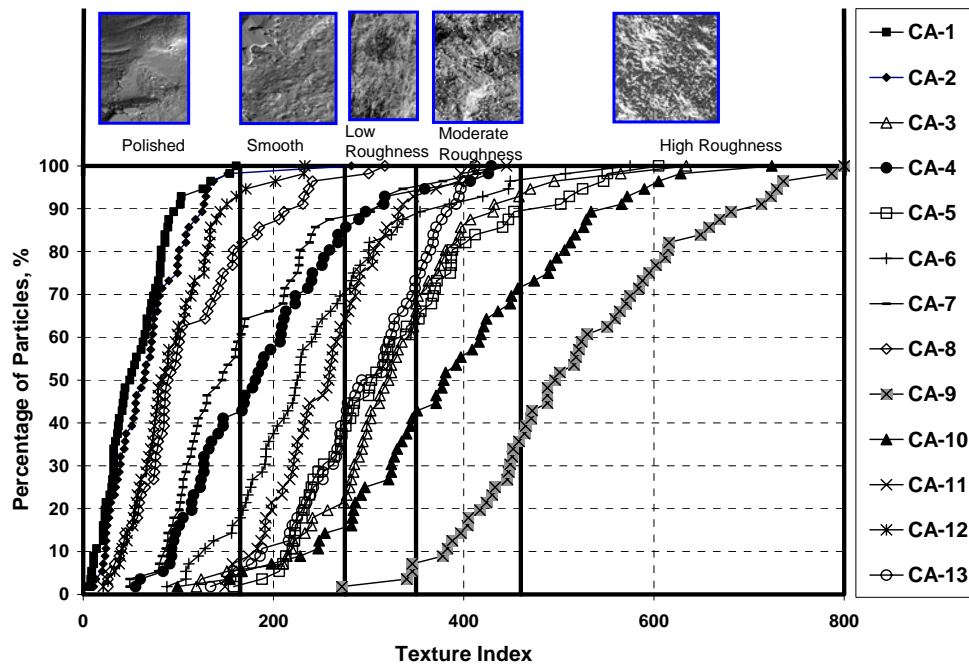 Polished
Smooth
Low
Roughness
Moderate
Roughness
High Roughness
Percentage of Particles, %
100
90
80
70
60
50
40
30
20
10
0
0 200 400 600 800
Texture Index
CA-1
CA-2
CA-3
CA-4
CA-5
CA-6
CA-7
CA-8
CA-9
CA-10
CA-11
CA-12
CA-13